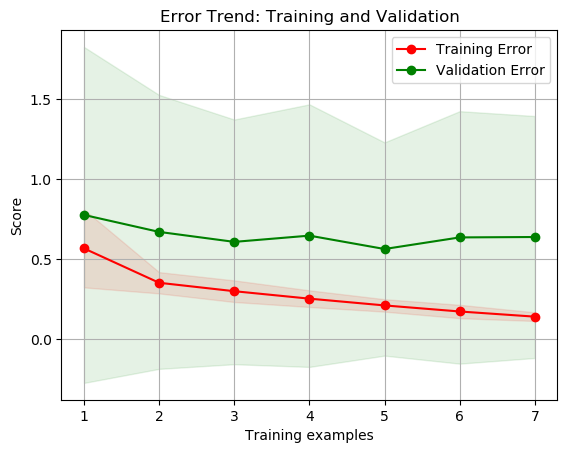 Error Trend: Training and Validation
Training Error
Validation Error
Score
1.5
1.0
0.5
0.0
1 2 3 4 5 6 7
Training examples